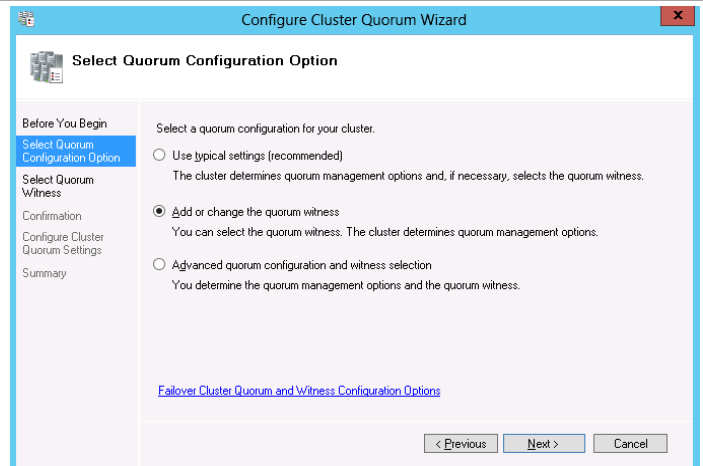 Configure Cluster Quorum Wizard
x
Select Quorum Configuration Option
Before You Begin
Select Quorum
Configuration Option
Select Quorum
Witness
Confirmation
Configure Cluster
Quorum Settings
Summary
Select a quorum configuration for your cluster.
Use typical settings (recommended)
The cluster determines quorum management options and, if necessary, selects the quorum witness.
Add or change the quorum witness
You can select the quorum witness. The cluster determines quorum management options.
Advanced quorum configuration and witness selection
You determine the quorum management options and the quorum witness.
Failover Cluster Quorum and Witness Configuration Options
< Previous
Next >
Cancel